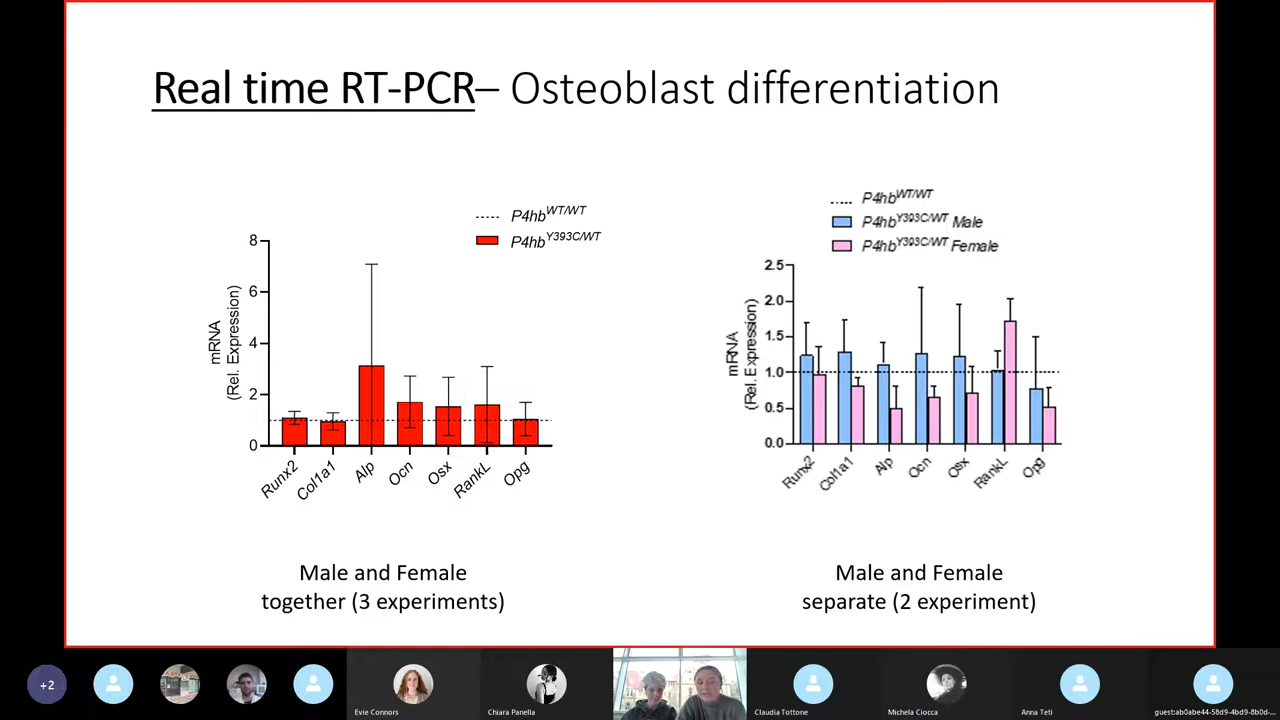 Real time RT-PCR– Osteoblast differentiation
P4hbWT/WT
P4hbY393C/WT
8
6
4
2
0
mRNA
(Rel. Expression)
Runx2
Col1a1
Alp
Ocn
Osx
RankL
Opg
Male and Female
together (3 experiments)
P4hbWT/WT
P4hbY393C/WT Male
P4hbY393C/WT Female
2.5
2.0
1.5
1.0
0.5
0.0
mRNA
(Rel. Expression)
Runx2
Col1a1
Alp
Ocn
Osx
RankL
Opg
Male and Female
separate (2 experiment)
+2
Evie Connors
Chiara Panella
Claudia Tottone
Michela Ciocca
Anna Teti
guest:ab0abe44-58d9-4bd9-8b0d-...